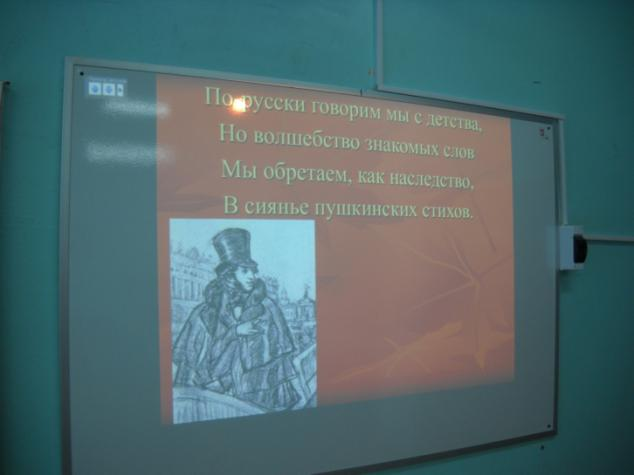 По-русски говорим мы с детства,
Но волшебство знакомых слов
Мы обретаем, как наследство,
В сиянье пушкинских стихов.